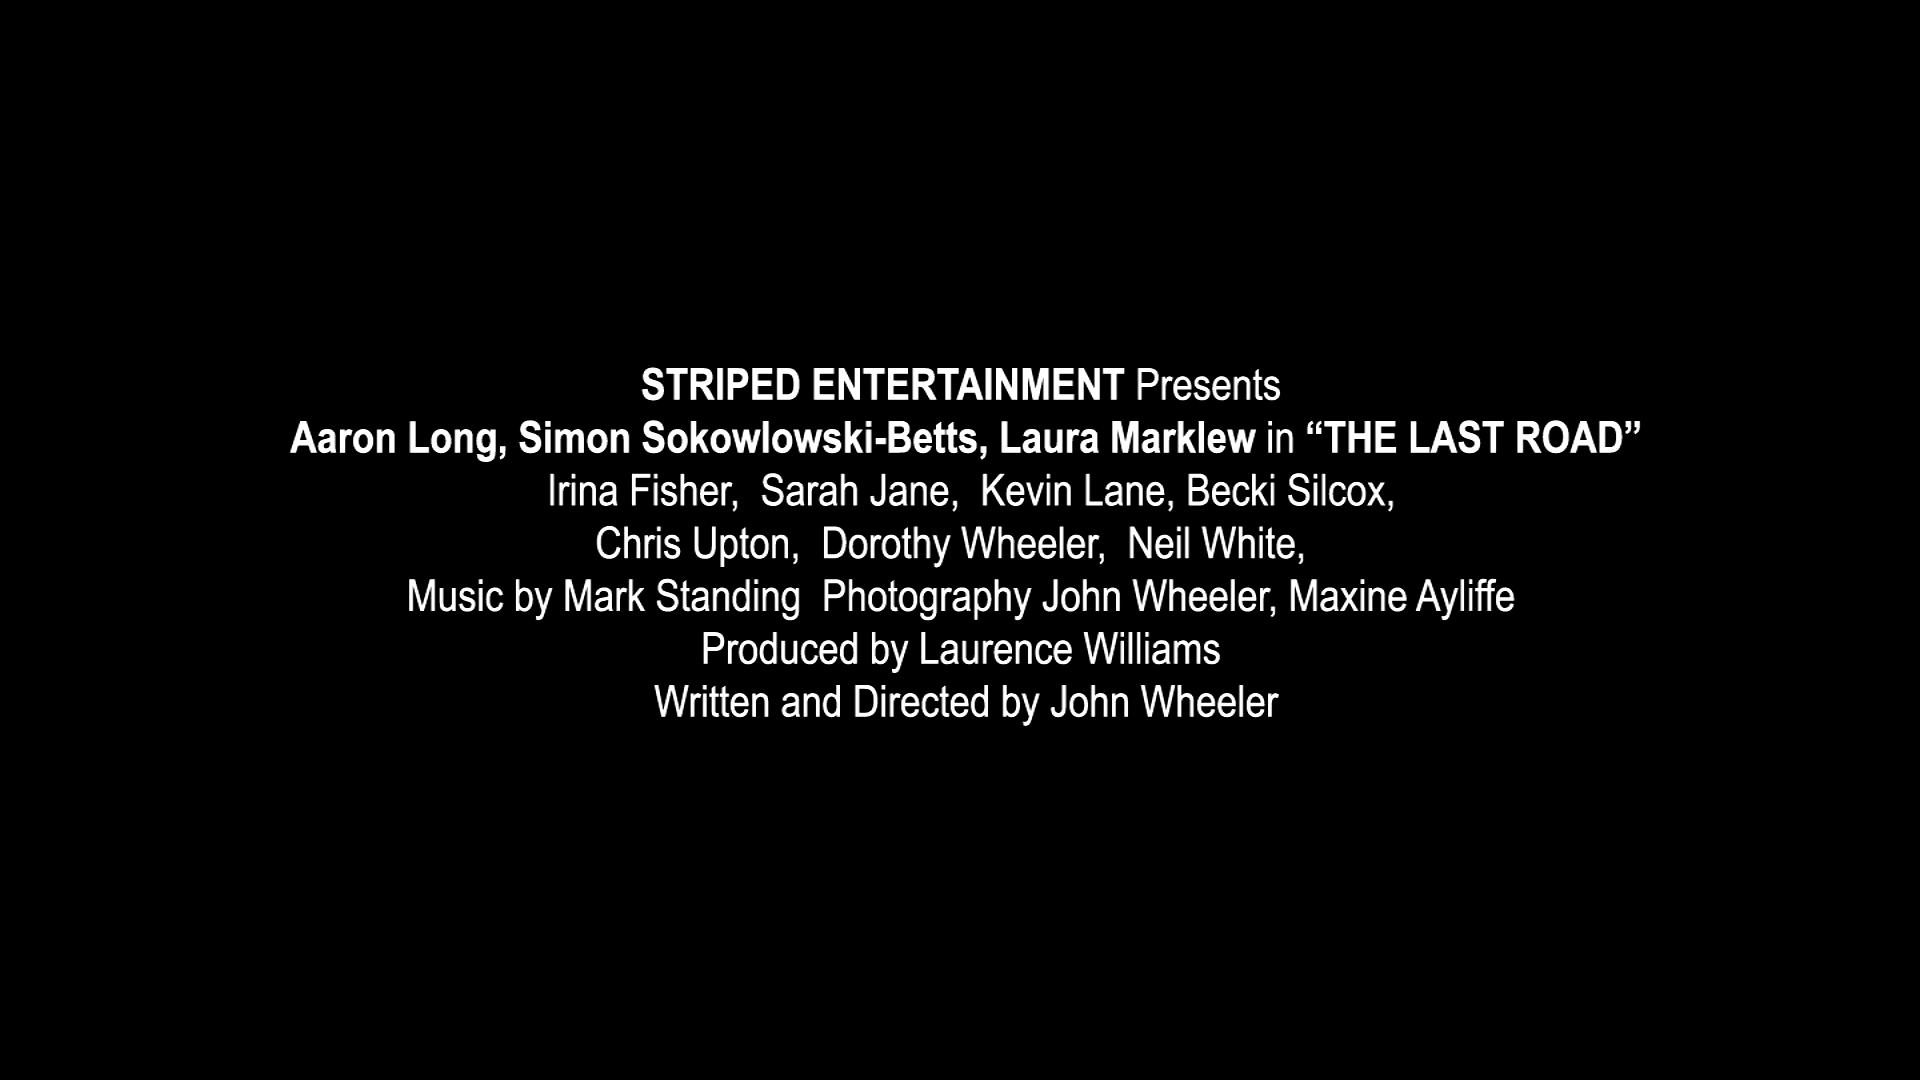 STRIPED ENTERTAINMENT Presents
Aaron Long, Simon Sokowlowski-Betts, Laura Marklew in “THE LAST ROAD”
Irina Fisher,  Sarah Jane,  Kevin Lane, Becki Silcox,
Chris Upton,  Dorothy Wheeler,  Neil White,
Music by Mark Standing  Photography John Wheeler, Maxine Ayliffe
Produced by Laurence Williams
Written and Directed by John Wheeler